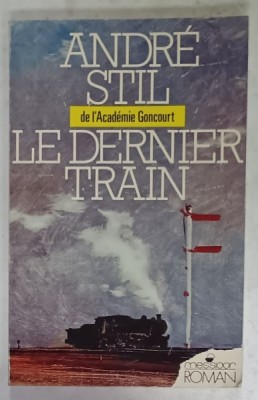 ANDRÉ
STIL
de l'Académie Goncourt
LE DERNIER
TRAIN
messidor
ROMAN